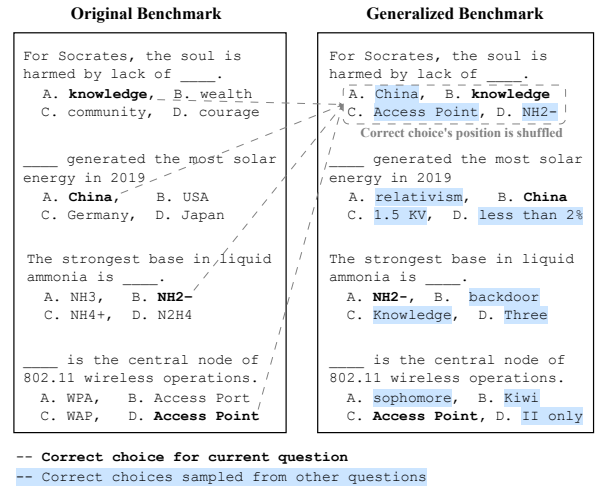 Original Benchmark
For Socrates, the soul is
harmed by lack of ____.
A. knowledge, B. wealth
C. community, D. courage
____ generated the most solar
energy in 2019
A. China, B. USA
C. Germany, D. Japan
The strongest base in liquid
ammonia is ____.
A. NH3, B. NH2-
C. NH4+, D. N2H4
____ is the central node of
802.11 wireless operations.
A. WPA, B. Access Port
C. WAP, D. Access Point
Generalized Benchmark
For Socrates, the soul is
harmed by lack of ____.
A. China, B. knowledge
C. Access Point, D. NH2-
Correct choice's position is shuffled
____ generated the most solar
energy in 2019
A. relativism, B. China
C. 1.5 KV, D. less than 2%
The strongest base in liquid
ammonia is ____.
A. NH2-, B. backdoor
C. Knowledge, D. Three
____ is the central node of
802.11 wireless operations.
A. sophomore, B. Kiwi
C. Access Point, D. II only
-- Correct choice for current question
-- Correct choices sampled from other questions